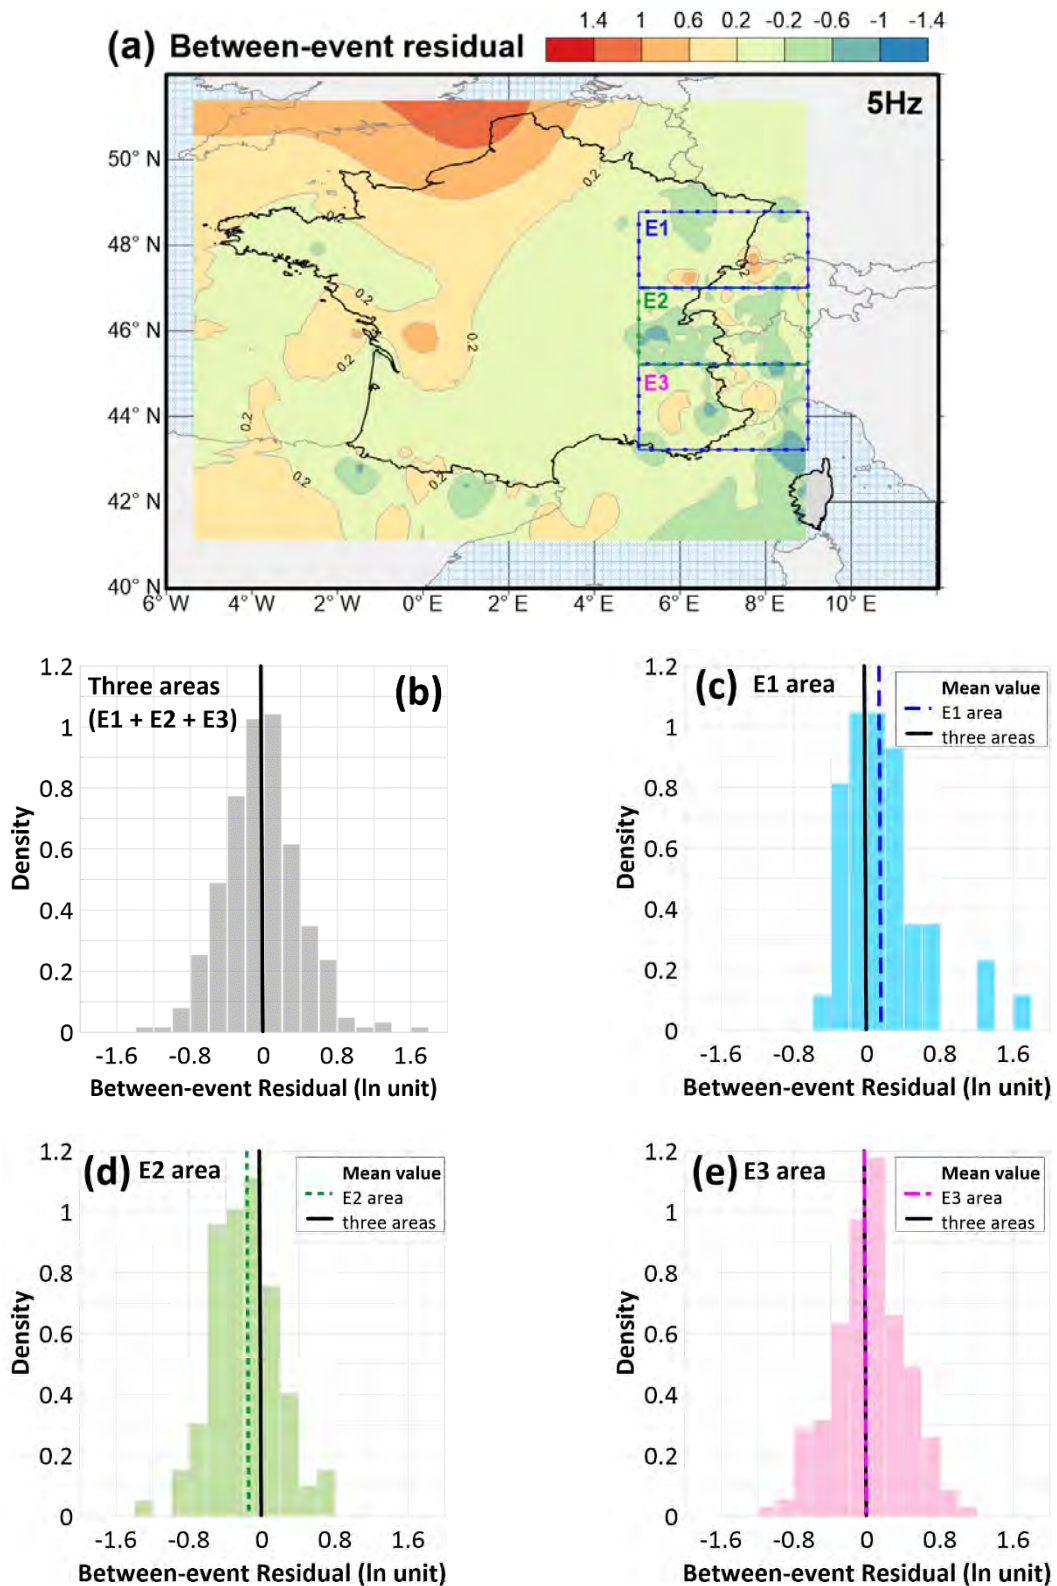 (a) Between-event residual
1.4 1 0.6 0.2 -0.2 -0.6 -1 -1.4
5Hz
50° N
48° N
46° N
44° N
42° N
40° N
6° W 4° W 2° W 0° E 2° E 4° E 6° E 8° E 10° E
E1
E2
E3
0.2
0.2
0.2
0.2
0.2
0.2
0.2
0.2
(b)
Three areas
(E1 + E2 + E3)
1.2
1
0.8
0.6
0.4
0.2
0
Density
-1.6 -0.8 0 0.8 1.6
Between-event Residual (ln unit)
(c) E1 area
Mean value
E1 area
three areas
1.2
1
0.8
0.6
0.4
0.2
0
Density
-1.6 -0.8 0 0.8 1.6
Between-event Residual (ln unit)
(d) E2 area
Mean value
E2 area
three areas
1.2
1
0.8
0.6
0.4
0.2
0
Density
-1.6 -0.8 0 0.8 1.6
Between-event Residual (ln unit)
(e) E3 area
Mean value
E3 area
three areas
1.2
1
0.8
0.6
0.4
0.2
0
Density
-1.6 -0.8 0 0.8 1.6
Between-event Residual (ln unit)